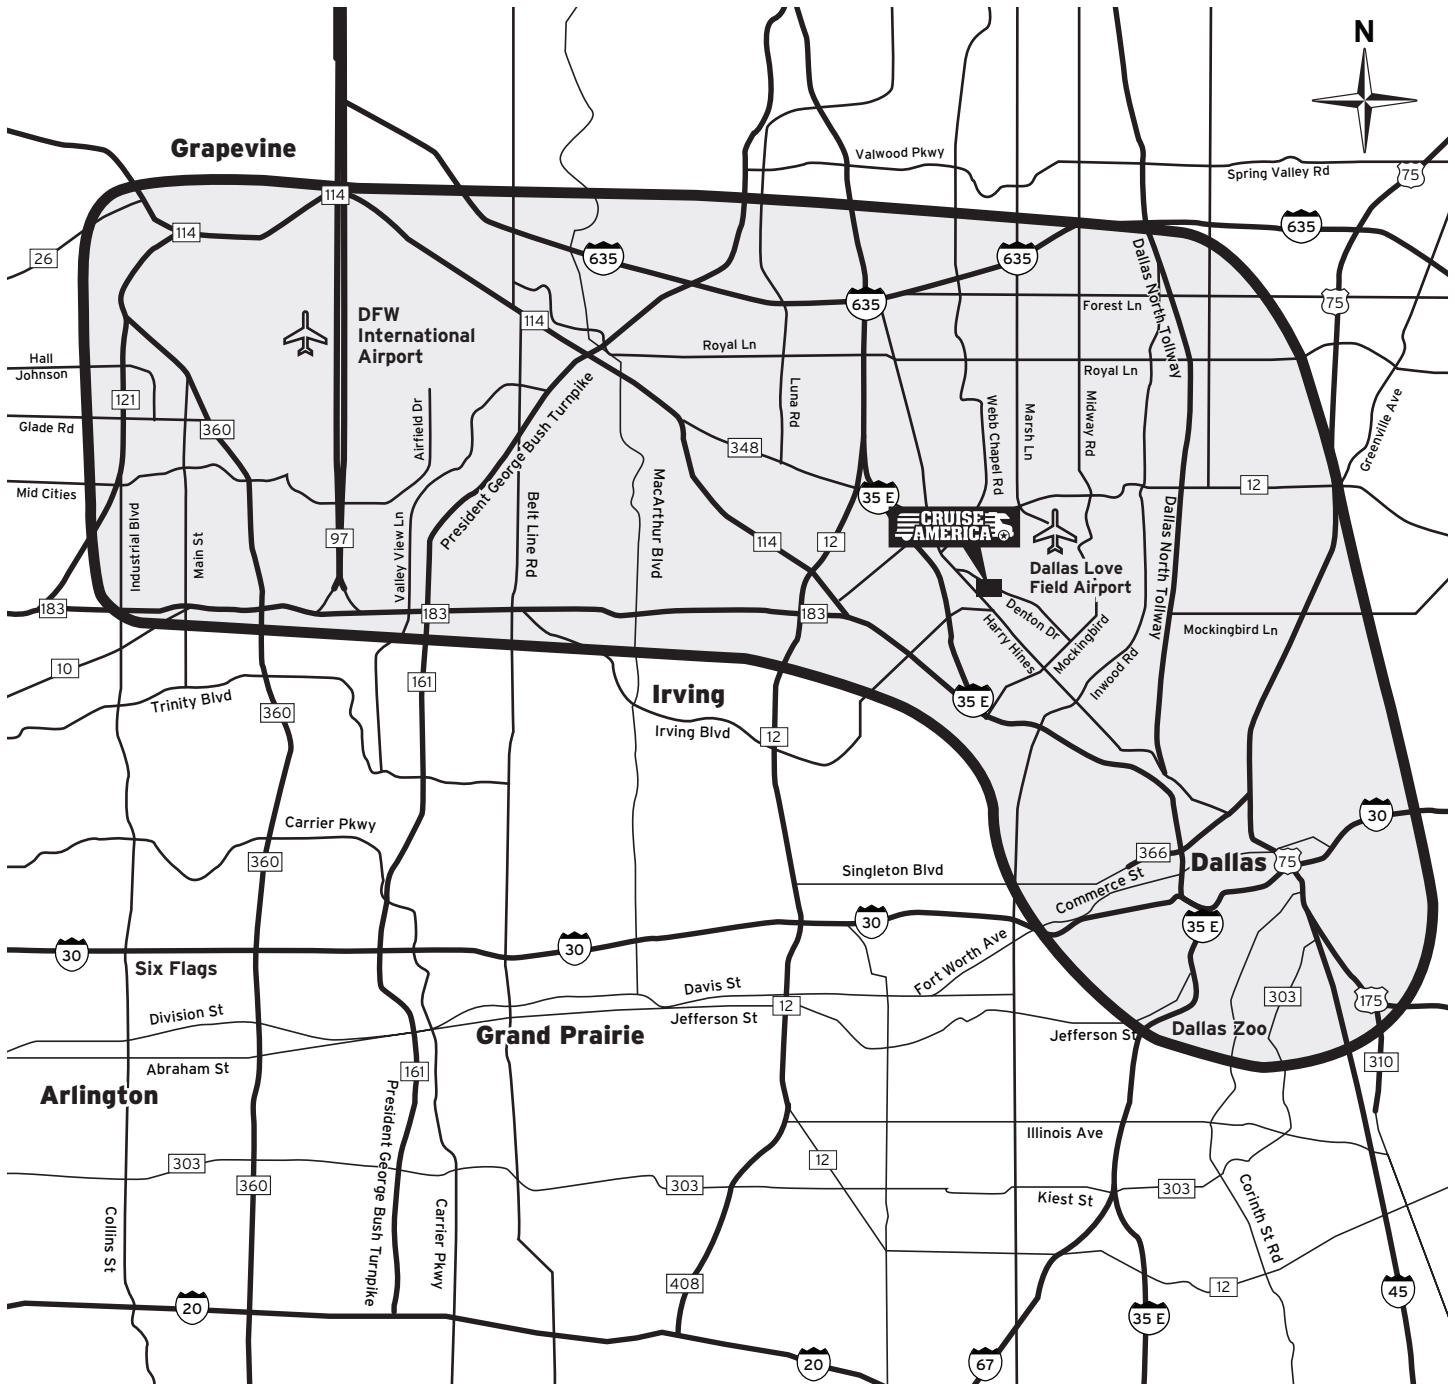 N
Grapevine
Valwood Pkwy
Spring Valley Rd
75
114
114
26
635
635
635
635
75
DFW
International
Airport
114
Forest Ln
Dallas North Tollway
Royal Ln
Royal Ln
Hall
Johnson
121
Glade Rd
360
Airfield Dr
President George Bush Turnpike
Luna Rd
348
Webb Chapel Rd
Marsh Ln
Midway Rd
Greenville Ave
Mid Cities
Industrial Blvd
Main St
97
Valley View Ln
Belt Line Rd
MacArthur Blvd
114
12
35 E
12
CRUISE
AMERICA
Dallas Love
Field Airport
Dallas North Tollway
183
183
183
Denton Dr
Harry Hines
Mockingbird
Inwood Rd
Mockingbird Ln
10
161
Trinity Blvd
360
Irving
Irving Blvd
12
35 E
Carrier Pkwy
360
30
366
Dallas
75
Singleton Blvd
Commerce St
30
30
30
35 E
Six Flags
Fort Worth Ave
Davis St
12
303
175
Division St
Jefferson St
Grand Prairie
Jefferson St
Dallas Zoo
Abraham St
161
310
Arlington
President George Bush Turnpike
Illinois Ave
303
12
360
303
Kiest St
303
Collins St
Carrier Pkwy
Corinth St Rd
408
12
45
20
35 E
20
67